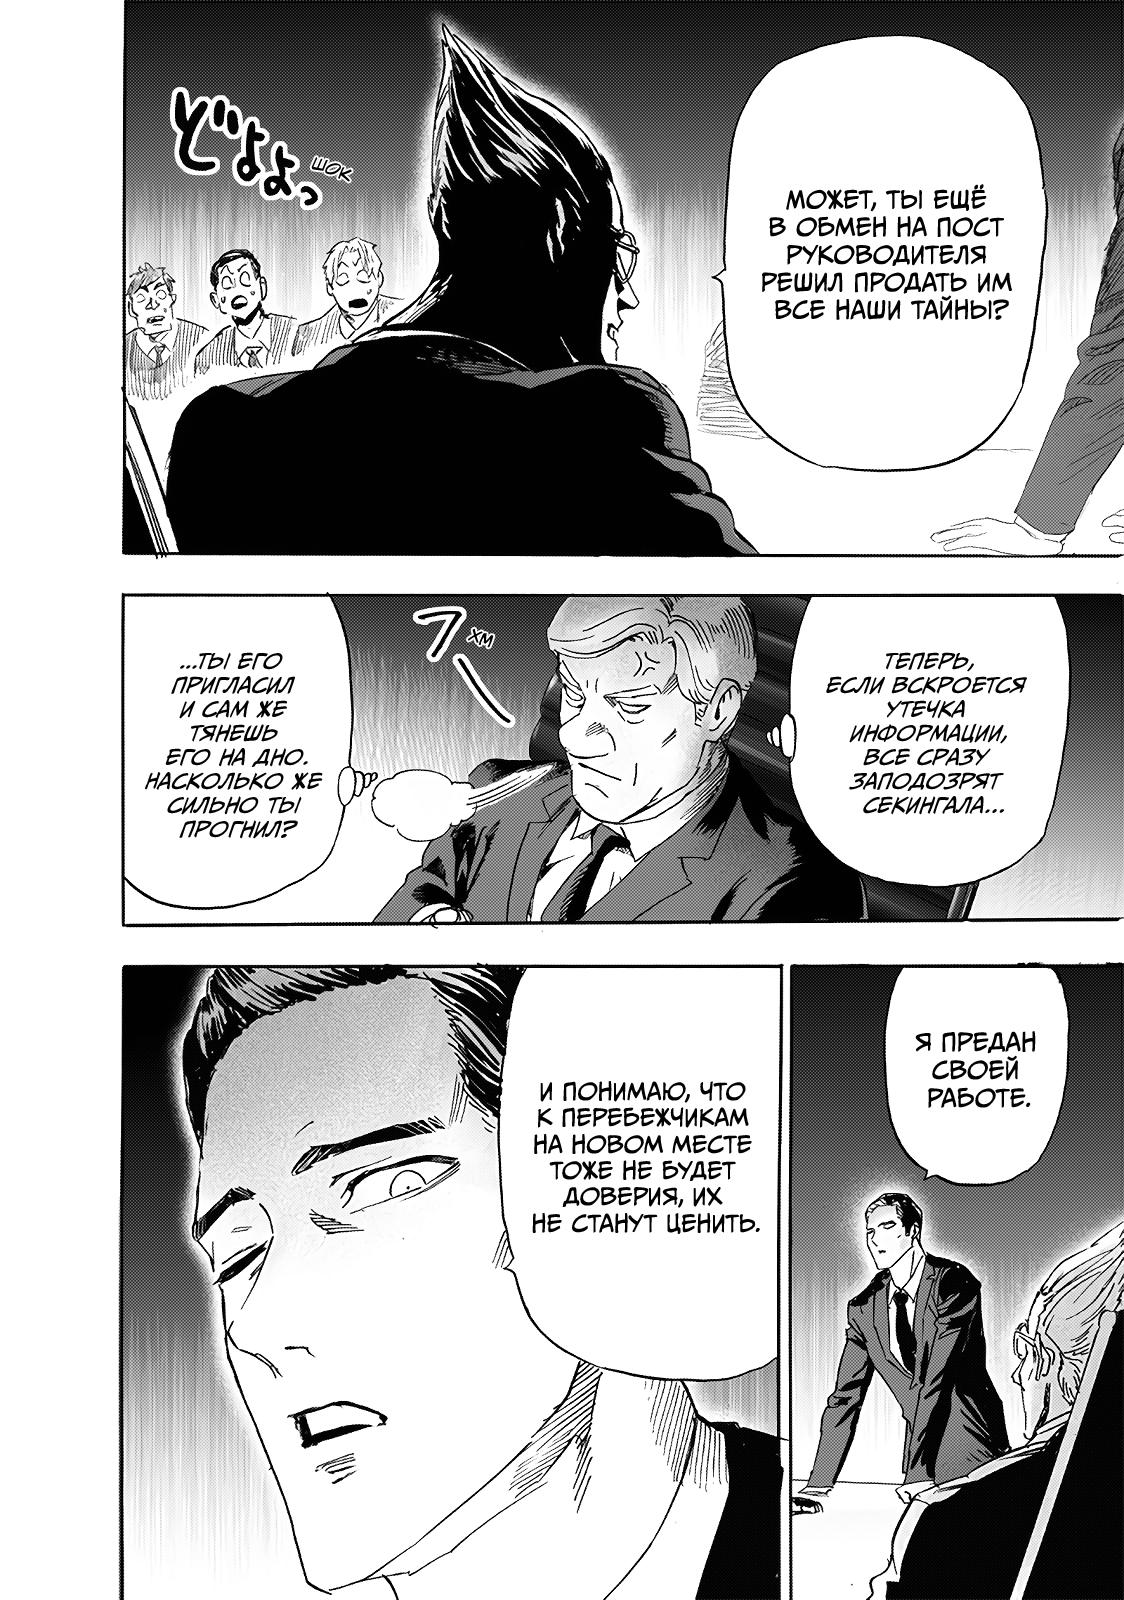 МОЖЕТ, ТЫ ЕЩЁ
В ОБМЕН НА ПОСТ
РУКОВОДИТЕЛЯ
РЕШИЛ ПРОДАТЬ ИМ
ВСЕ НАШИ ТАЙНЫ?
どよよっ
ШОК
ТЕПЕРЬ,
ЕСЛИ ВСКРОЕТСЯ
УТЕЧКА
ИНФОРМАЦИИ,
ВСЕ СРАЗУ
ЗАПОДОЗРЯТ
СЕКИНГАЛА...
フー
ХМ
...ТЫ ЕГО
ПРИГЛАСИЛ
И САМ ЖЕ
ТЯНЕШЬ
ЕГО НА ДНО.
НАСКОЛЬКО ЖЕ
СИЛЬНО ТЫ
ПРОГНИЛ?
Я ПРЕДАН
СВОЕЙ
РАБОТЕ.
И ПОНИМАЮ, ЧТО
К ПЕРЕБЕЖЧИКАМ
НА НОВОМ МЕСТЕ
ТОЖЕ НЕ БУДЕТ
ДОВЕРИЯ, ИХ
НЕ СТАНУТ ЦЕНИТЬ.